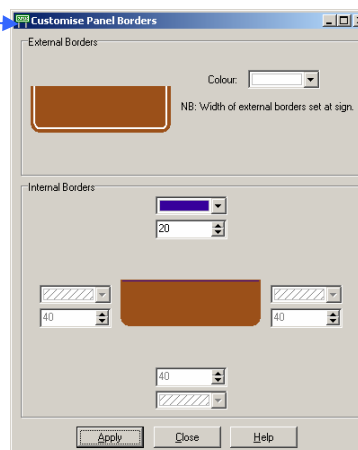 Customise Panel Borders
External Borders
Colour:
NB: Width of external borders set at sign.
Internal Borders
20
40
40
40
Apply
Close
Help